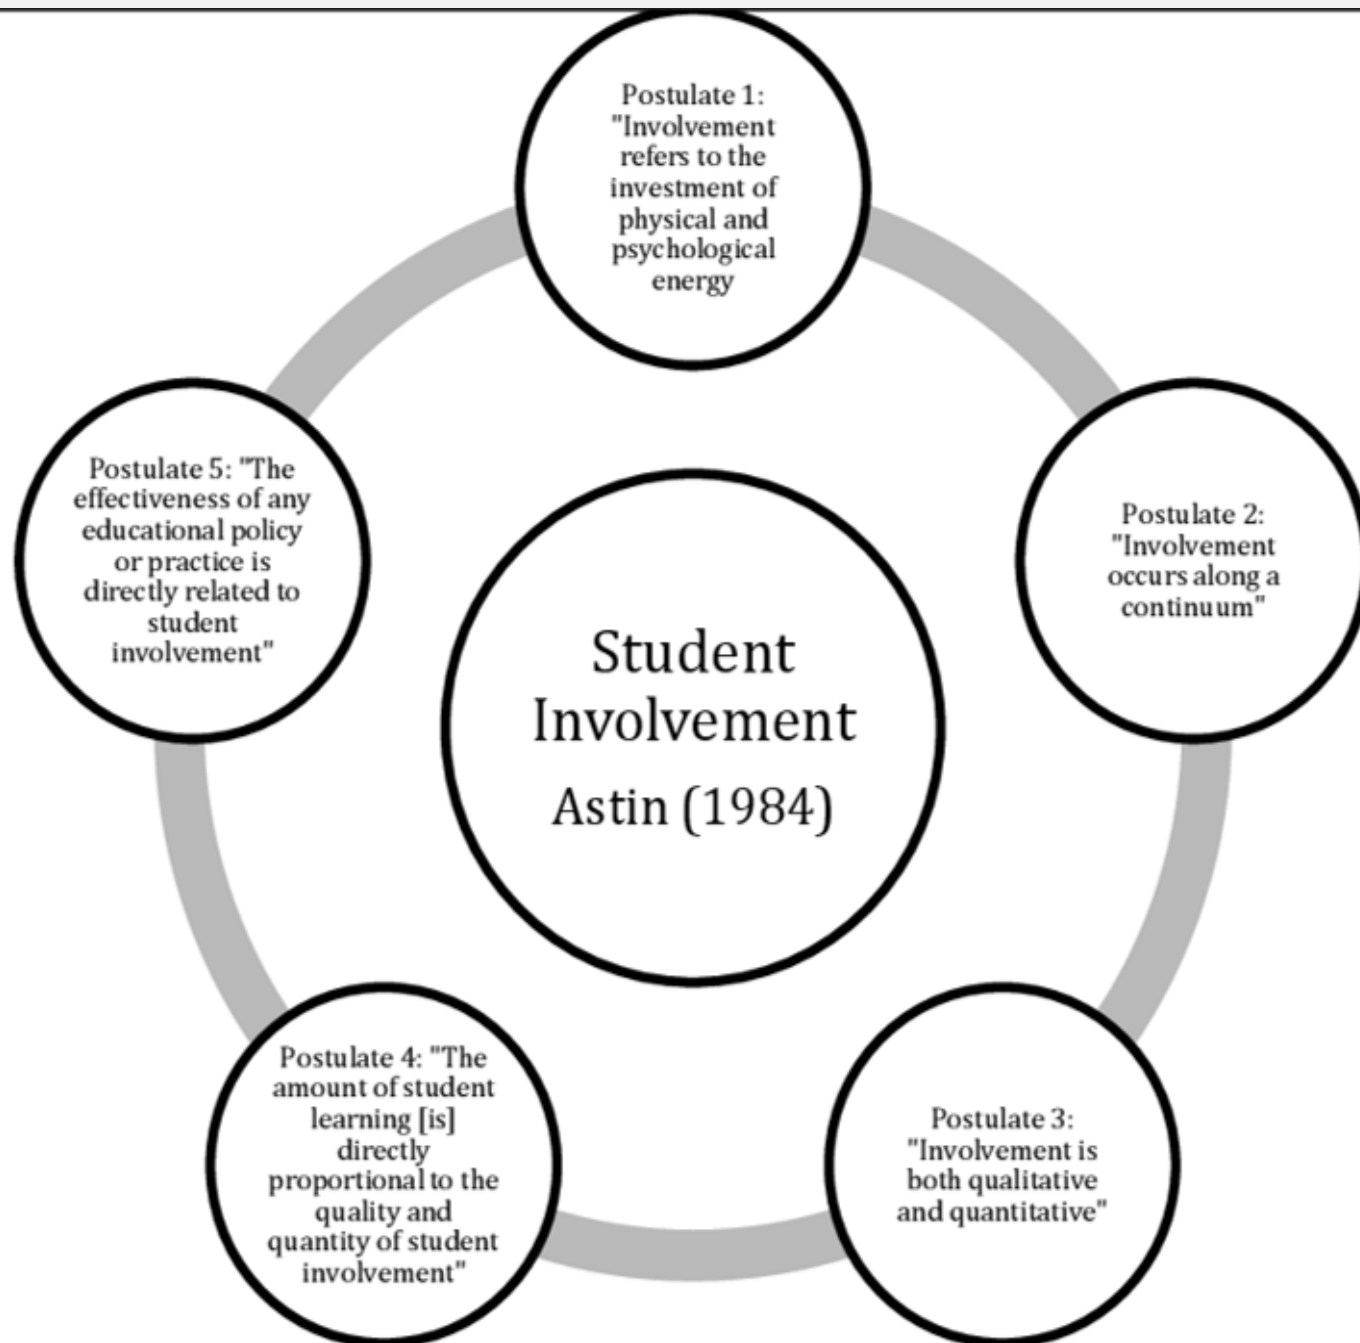 Postulate 1:
"Involvement
refers to the
investment of
physical and
psychological
energy
Postulate 2:
"Involvement
occurs along a
continuum"
Postulate 3:
"Involvement is
both qualitative
and quantitative"
Postulate 4: "The
amount of student
learning [is]
directly
proportional to the
quality and
quantity of student
involvement"
Postulate 5: "The
effectiveness of any
educational policy
or practice is
directly related to
student
involvement"
Student
Involvement
Astin (1984)